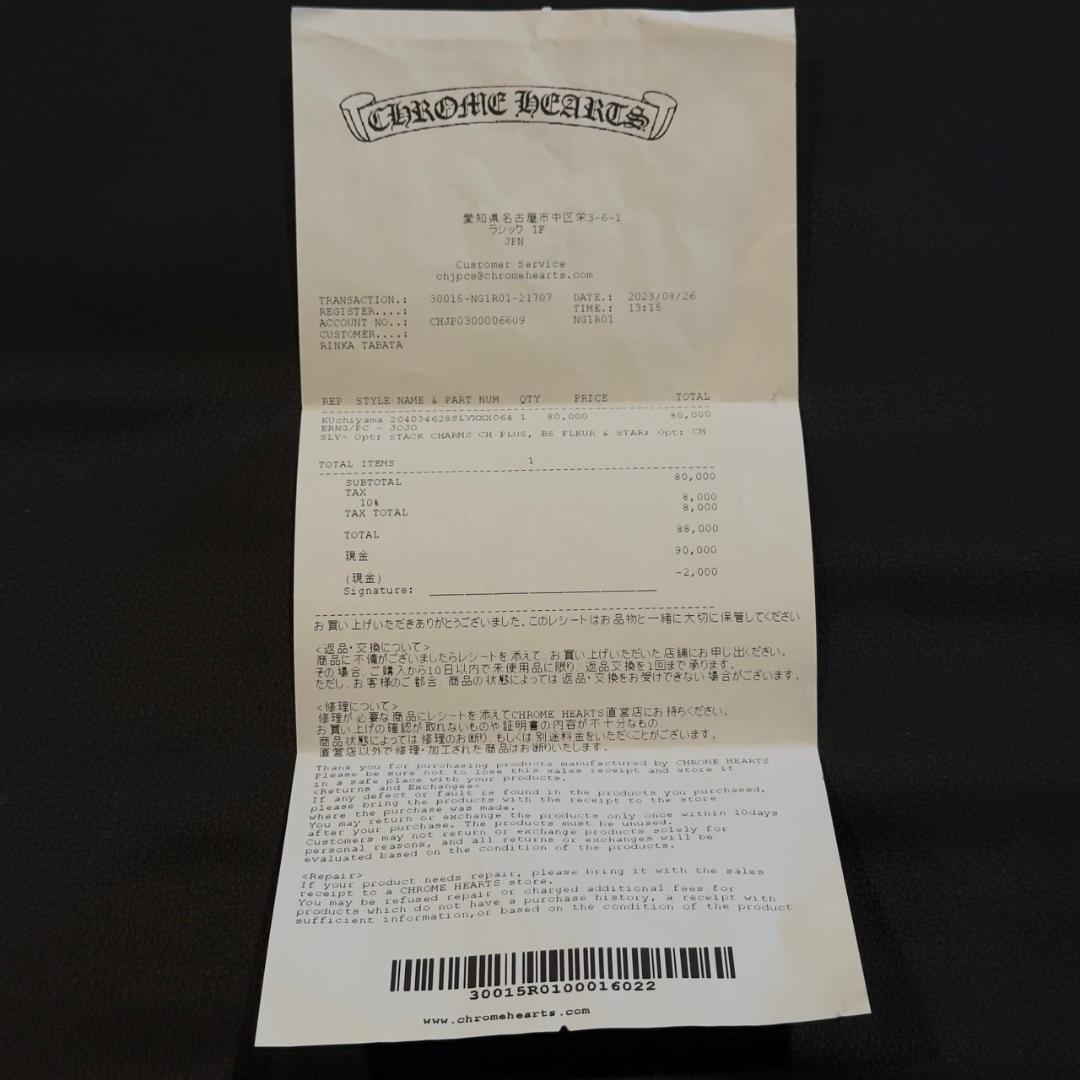 CHROME HEARTS
愛知県名古屋市中区栄3-6-1
ラシック 1F
JPN
Customer Service
chjpcs@chromehearts.com
TRANSACTION.: 30015-NG1R01-21707 DATE.: 2023/08/26
REGISTER....: TIME.: 13:15
ACCOUNT NO..: CHJP0300006609 NG1R01
CUSTOMER....:
RINKA TABATA
REP STYLE NAME & PART NUM QTY PRICE TOTAL
KUchiyama 204034628SLVXXX064 1 80,000 80,000
ERNG/PC - JOJO
SLV- Opt: STACK CHARMS CH PLUS, BS FLEUR & STAR; Opt: CH
TOTAL ITEMS 1
SUBTOTAL 80,000
TAX
10% 8,000
TAX TOTAL 8,000
TOTAL 88,000
現金 90,000
(現金) -2,000
Signature:
お買い上げいただきありがとうございました。このレシートはお品物と一緒に大切に保管してください
<返品・交換について>
商品に不備がございましたらレシートを添えて、お買い上げいただいた店舗にお申し出ください。
その場合、ご購入から10日以内で未使用品に限り、返品交換を1回まで承ります。
ただし、お客様のご都合、商品の状態によっては返品・交換をお受けできない場合がございます。
<修理について>
修理が必要な商品にレシートを添えてCHROME HEARTS直営店にお持ちください。
お買い上げの確認が取れないものや証明書の内容が不十分なもの、
商品状態によっては修理のお断り、もしくは別途料金をいただくことがございます。
直営店以外で修理・加工された商品はお断りいたします。
Thank you for purchasing products manufactured by CHROME HEARTS
Please be sure not to lose this sales receipt and store it
in a safe place with your products.
<Returns and Exchanges>
If any defect or fault is found in the products you purchased,
please bring the products with the receipt to the store
where the purchase was made.
You may return or exchange the products only once within 10days
after your purchase. The products must be unused.
Customers may not return or exchange products solely for
personal reasons, and all returns or exchanges will be
evaluated based on the condition of the products.
<Repair>
If your product needs repair, please bring it with the sales
receipt to a CHROME HEARTS store.
You may be refused repair or charged additional fees for
products which do not have a purchase history, a receipt with
sufficient information,or based on the condition of the product
30015R0100016022
www.chromehearts.com